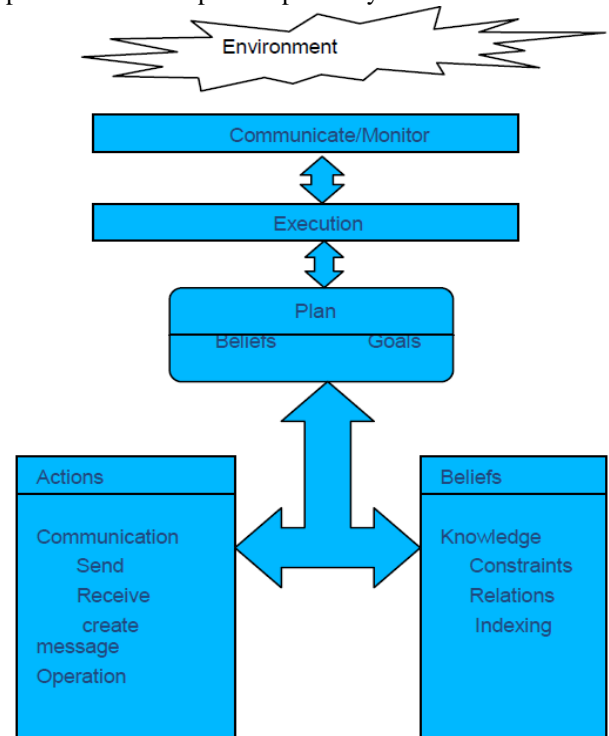 Environment
Communicate/Monitor
Execution
Plan
Beliefs Goals
Actions
Communication
Send
Receive
create
message
Operation
Beliefs
Knowledge
Constraints
Relations
Indexing